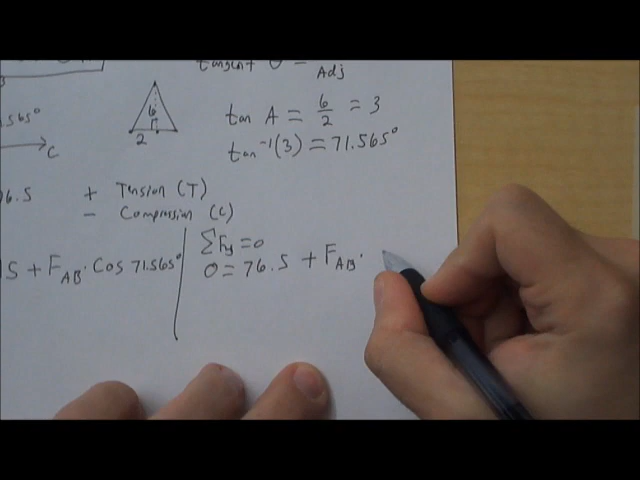 tangent θ =
Adj
6
2
tan A = 6/2 = 3
tan⁻¹(3) = 71.565°
.565°
C
6.5 + Tension (T)
- Compression (C)
S + F_AB · Cos 71.565°
ΣFy = 0
0 = 76.5 + F_AB ·